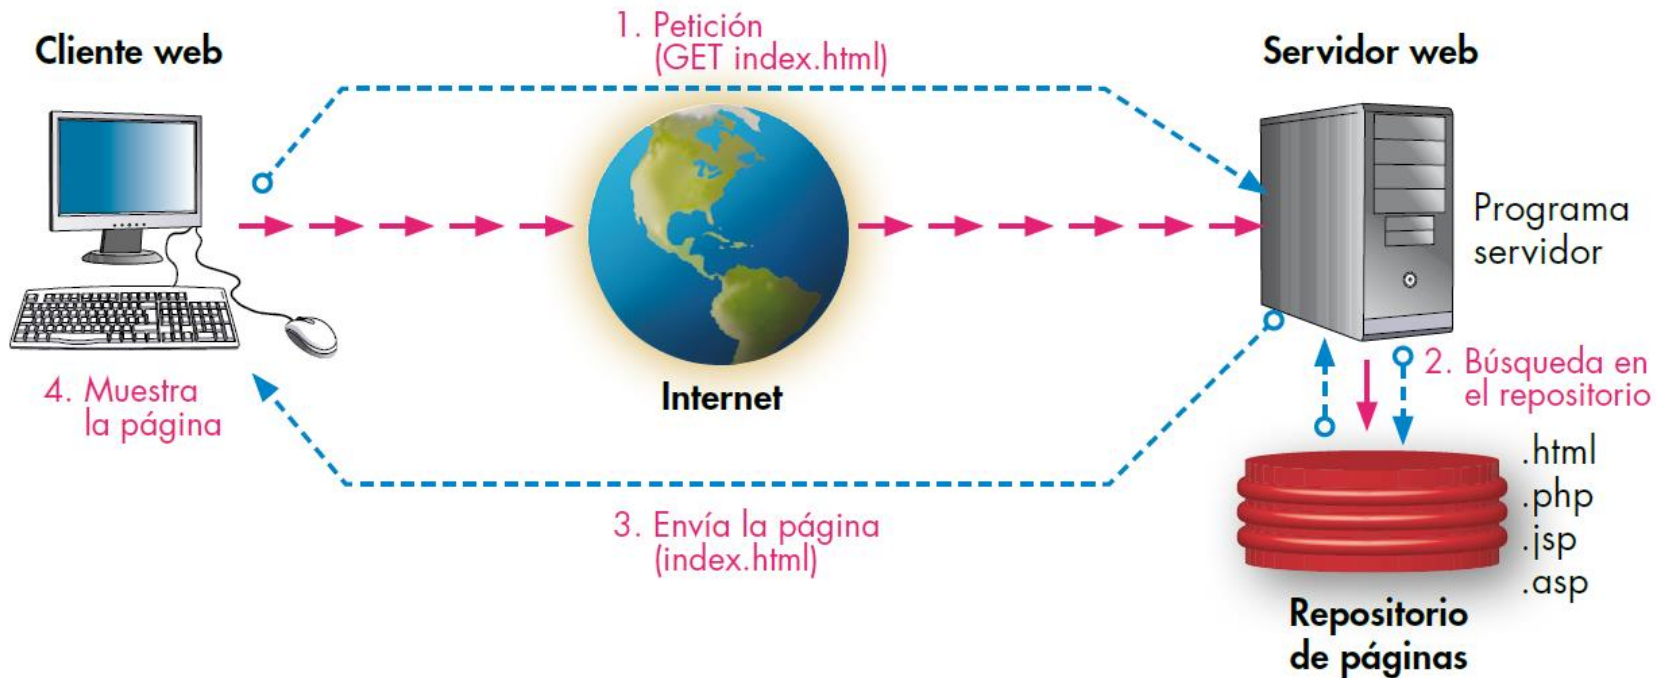 Cliente web
1. Petición
(GET index.html)
Servidor web
Programa
servidor
4. Muestra
la página
Internet
2. Búsqueda en
el repositorio
.html
.php
.jsp
.asp
3. Envía la página
(index.html)
Repositorio
de páginas